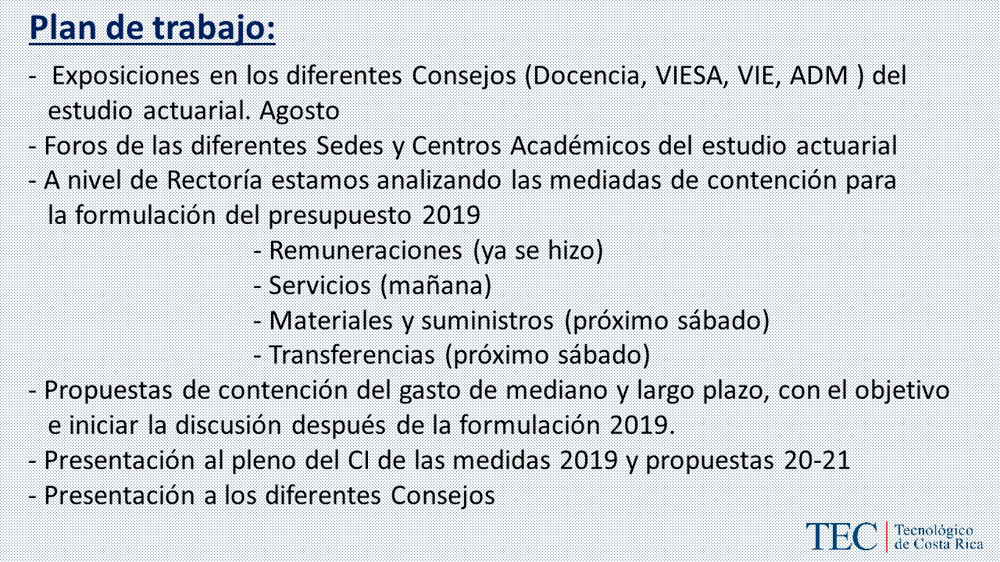 Plan de trabajo:
- Exposiciones en los diferentes Consejos (Docencia, VIESA, VIE, ADM ) del
estudio actuarial. Agosto
- Foros de las diferentes Sedes y Centros Académicos del estudio actuarial
- A nivel de Rectoría estamos analizando las mediadas de contención para
la formulación del presupuesto 2019
- Remuneraciones (ya se hizo)
- Servicios (mañana)
- Materiales y suministros (próximo sábado)
- Transferencias (próximo sábado)
- Propuestas de contención del gasto de mediano y largo plazo, con el objetivo
e iniciar la discusión después de la formulación 2019.
- Presentación al pleno del CI de las medidas 2019 y propuestas 20-21
- Presentación a los diferentes Consejos
TEC | Tecnológico
de Costa Rica